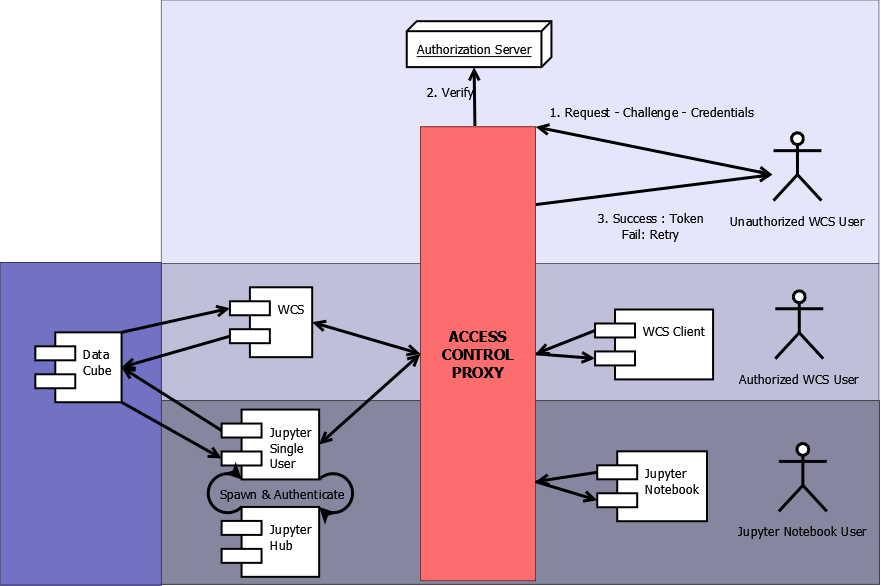 Authorization Server
2. Verify
1. Request - Challenge - Credentials
3. Success : Token
Fail: Retry
Unauthorized WCS User
WCS
Data
Cube
ACCESS
CONTROL
PROXY
WCS Client
Authorized WCS User
Jupyter
Single
User
Spawn & Authenticate
Jupyter
Hub
Jupyter
Notebook
Jupyter Notebook User